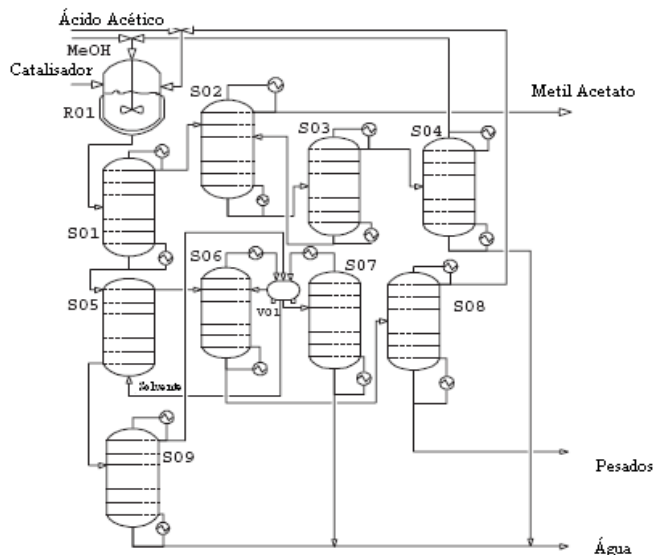 Ácido Acético
MeOH
Catalisador
R01
S02
Metil Acetato
S03
S04
S01
S06
S07
S05
V01
S08
Solvente
S09
Pesados
Água